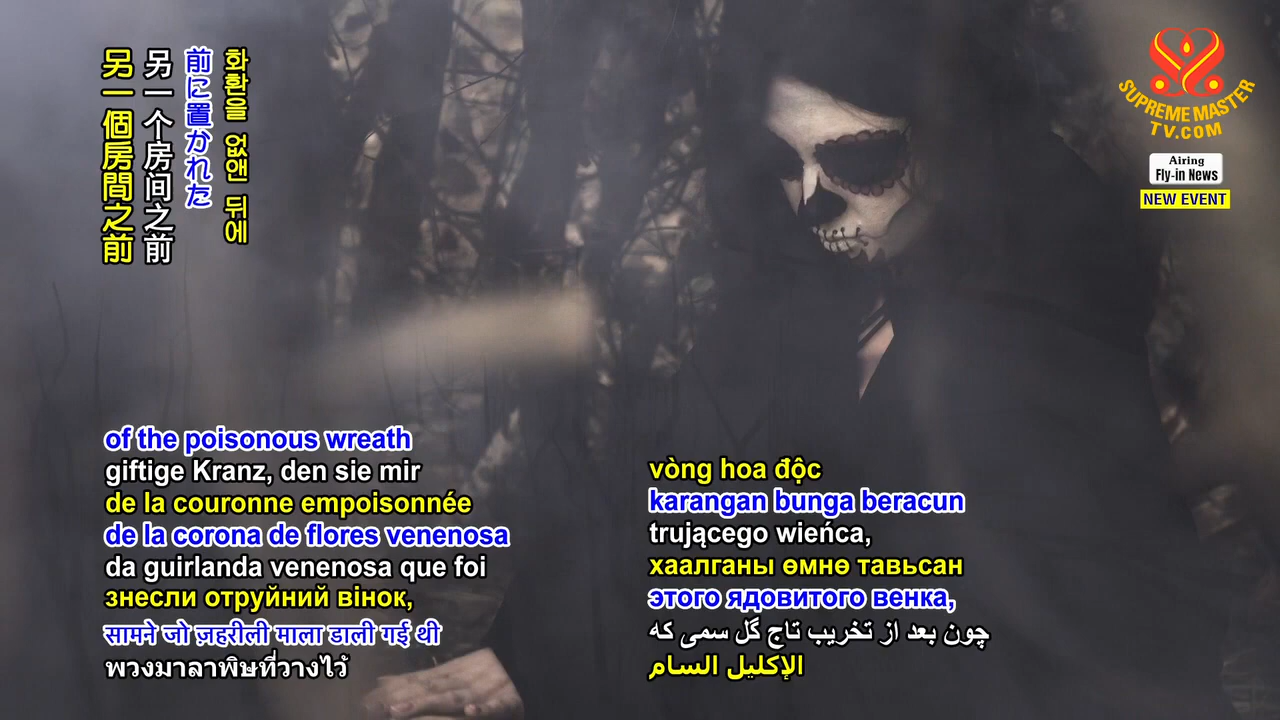 另一個房間之前
另一个房间之前
前に置かれた
화환을 없앤 뒤에
SUPREME MASTER
TV.COM
Airing
Fly-in News
NEW EVENT
of the poisonous wreath
giftige Kranz, den sie mir
de la couronne empoisonnée
de la corona de flores venenosa
da guirlanda venenosa que foi
знесли отруйний вінок,
सामने जो ज़हरीली माला डाली गई थी
พวงมาลาพิษที่วางไว้
vòng hoa độc
karangan bunga beracun
trującego wieńca,
хаалганы өмнө тавьсан
этого ядовитого венка,
چون بعد از تخریب تاج گل سمی که
الإكليل السام